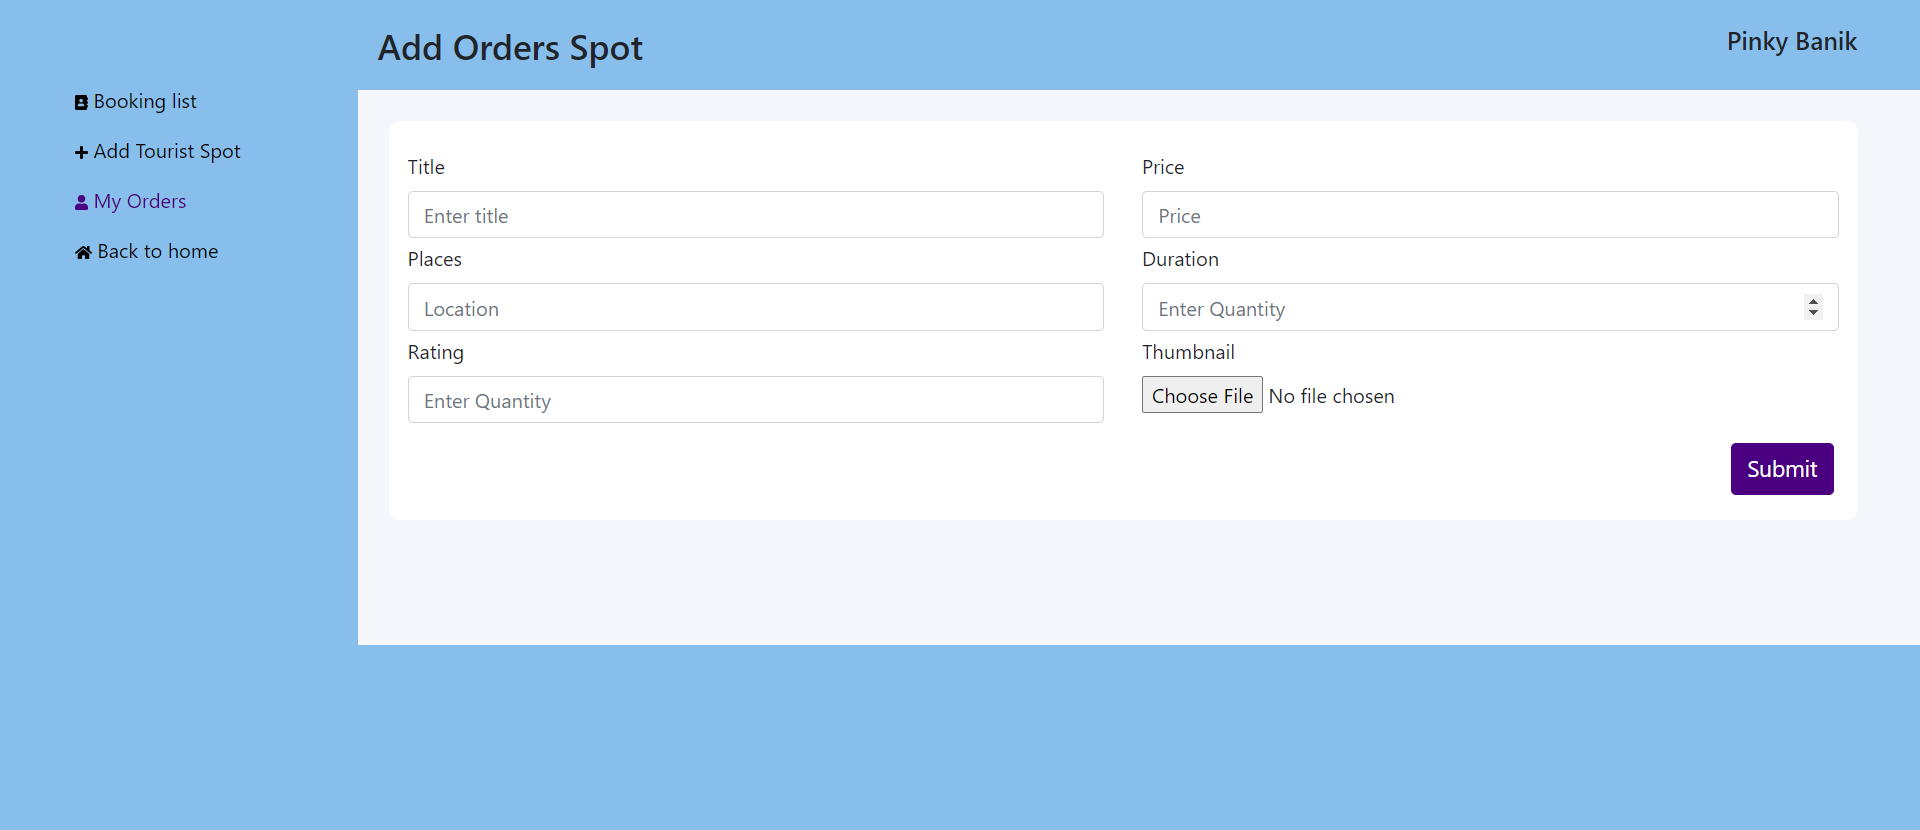 Add Orders Spot
Pinky Banik
Booking list
Add Tourist Spot
My Orders
Back to home
Title
Enter title
Price
Price
Places
Location
Duration
Enter Quantity
Rating
Enter Quantity
Thumbnail
Choose File No file chosen
Submit